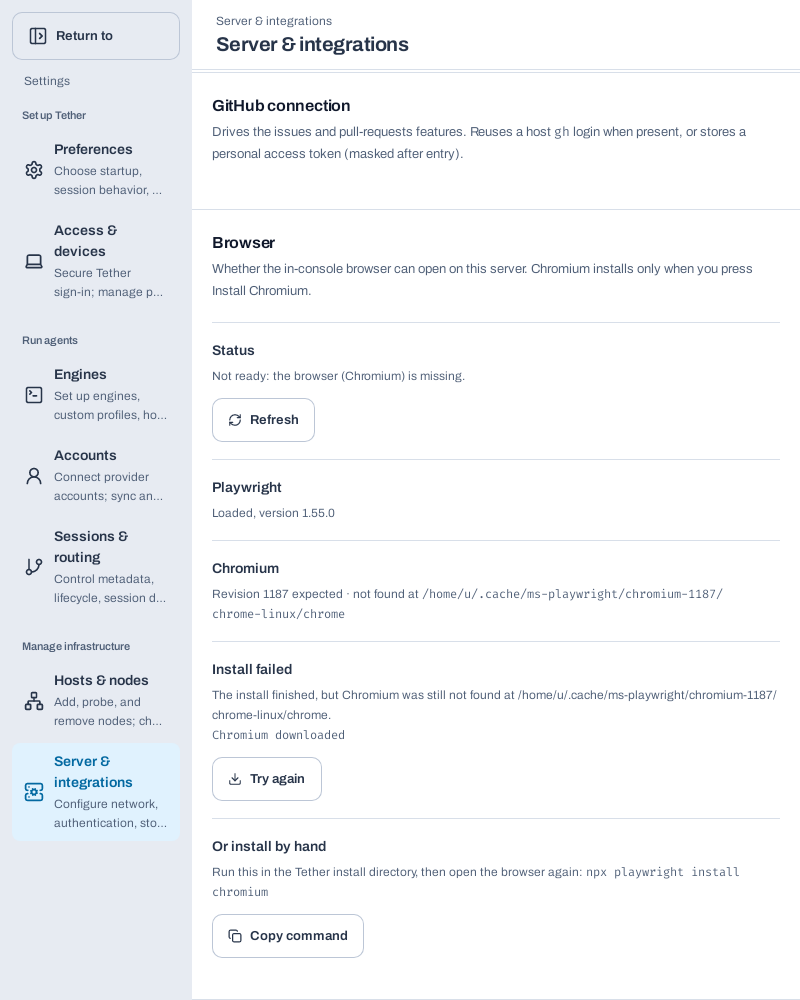 Return to
Settings
Set up Tether
Preferences
Choose startup,
session behavior, ...
Access &
devices
Secure Tether
sign-in; manage p...
Run agents
Engines
Set up engines,
custom profiles, ho...
Accounts
Connect provider
accounts; sync an...
Sessions &
routing
Control metadata,
lifecycle, session d...
Manage infrastructure
Hosts & nodes
Add, probe, and
remove nodes; ch...
Server &
integrations
Configure network,
authentication, sto...
Server & integrations
Server & integrations
GitHub connection
Drives the issues and pull-requests features. Reuses a host gh login when present, or stores a
personal access token (masked after entry).
Browser
Whether the in-console browser can open on this server. Chromium installs only when you press
Install Chromium.
Status
Not ready: the browser (Chromium) is missing.
Refresh
Playwright
Loaded, version 1.55.0
Chromium
Revision 1187 expected · not found at /home/u/.cache/ms-playwright/chromium-1187/
chrome-linux/chrome
Install failed
The install finished, but Chromium was still not found at /home/u/.cache/ms-playwright/chromium-1187/
chrome-linux/chrome.
Chromium downloaded
Try again
Or install by hand
Run this in the Tether install directory, then open the browser again: npx playwright install
chromium
Copy command